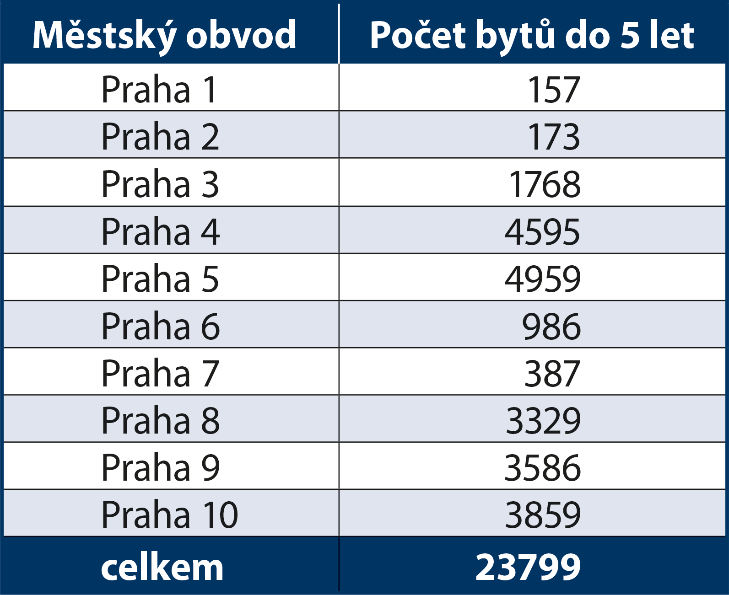 Městský obvod Počet bytů do 5 let
Praha 1 157
Praha 2 173
Praha 3 1768
Praha 4 4595
Praha 5 4959
Praha 6 986
Praha 7 387
Praha 8 3329
Praha 9 3586
Praha 10 3859
celkem 23799